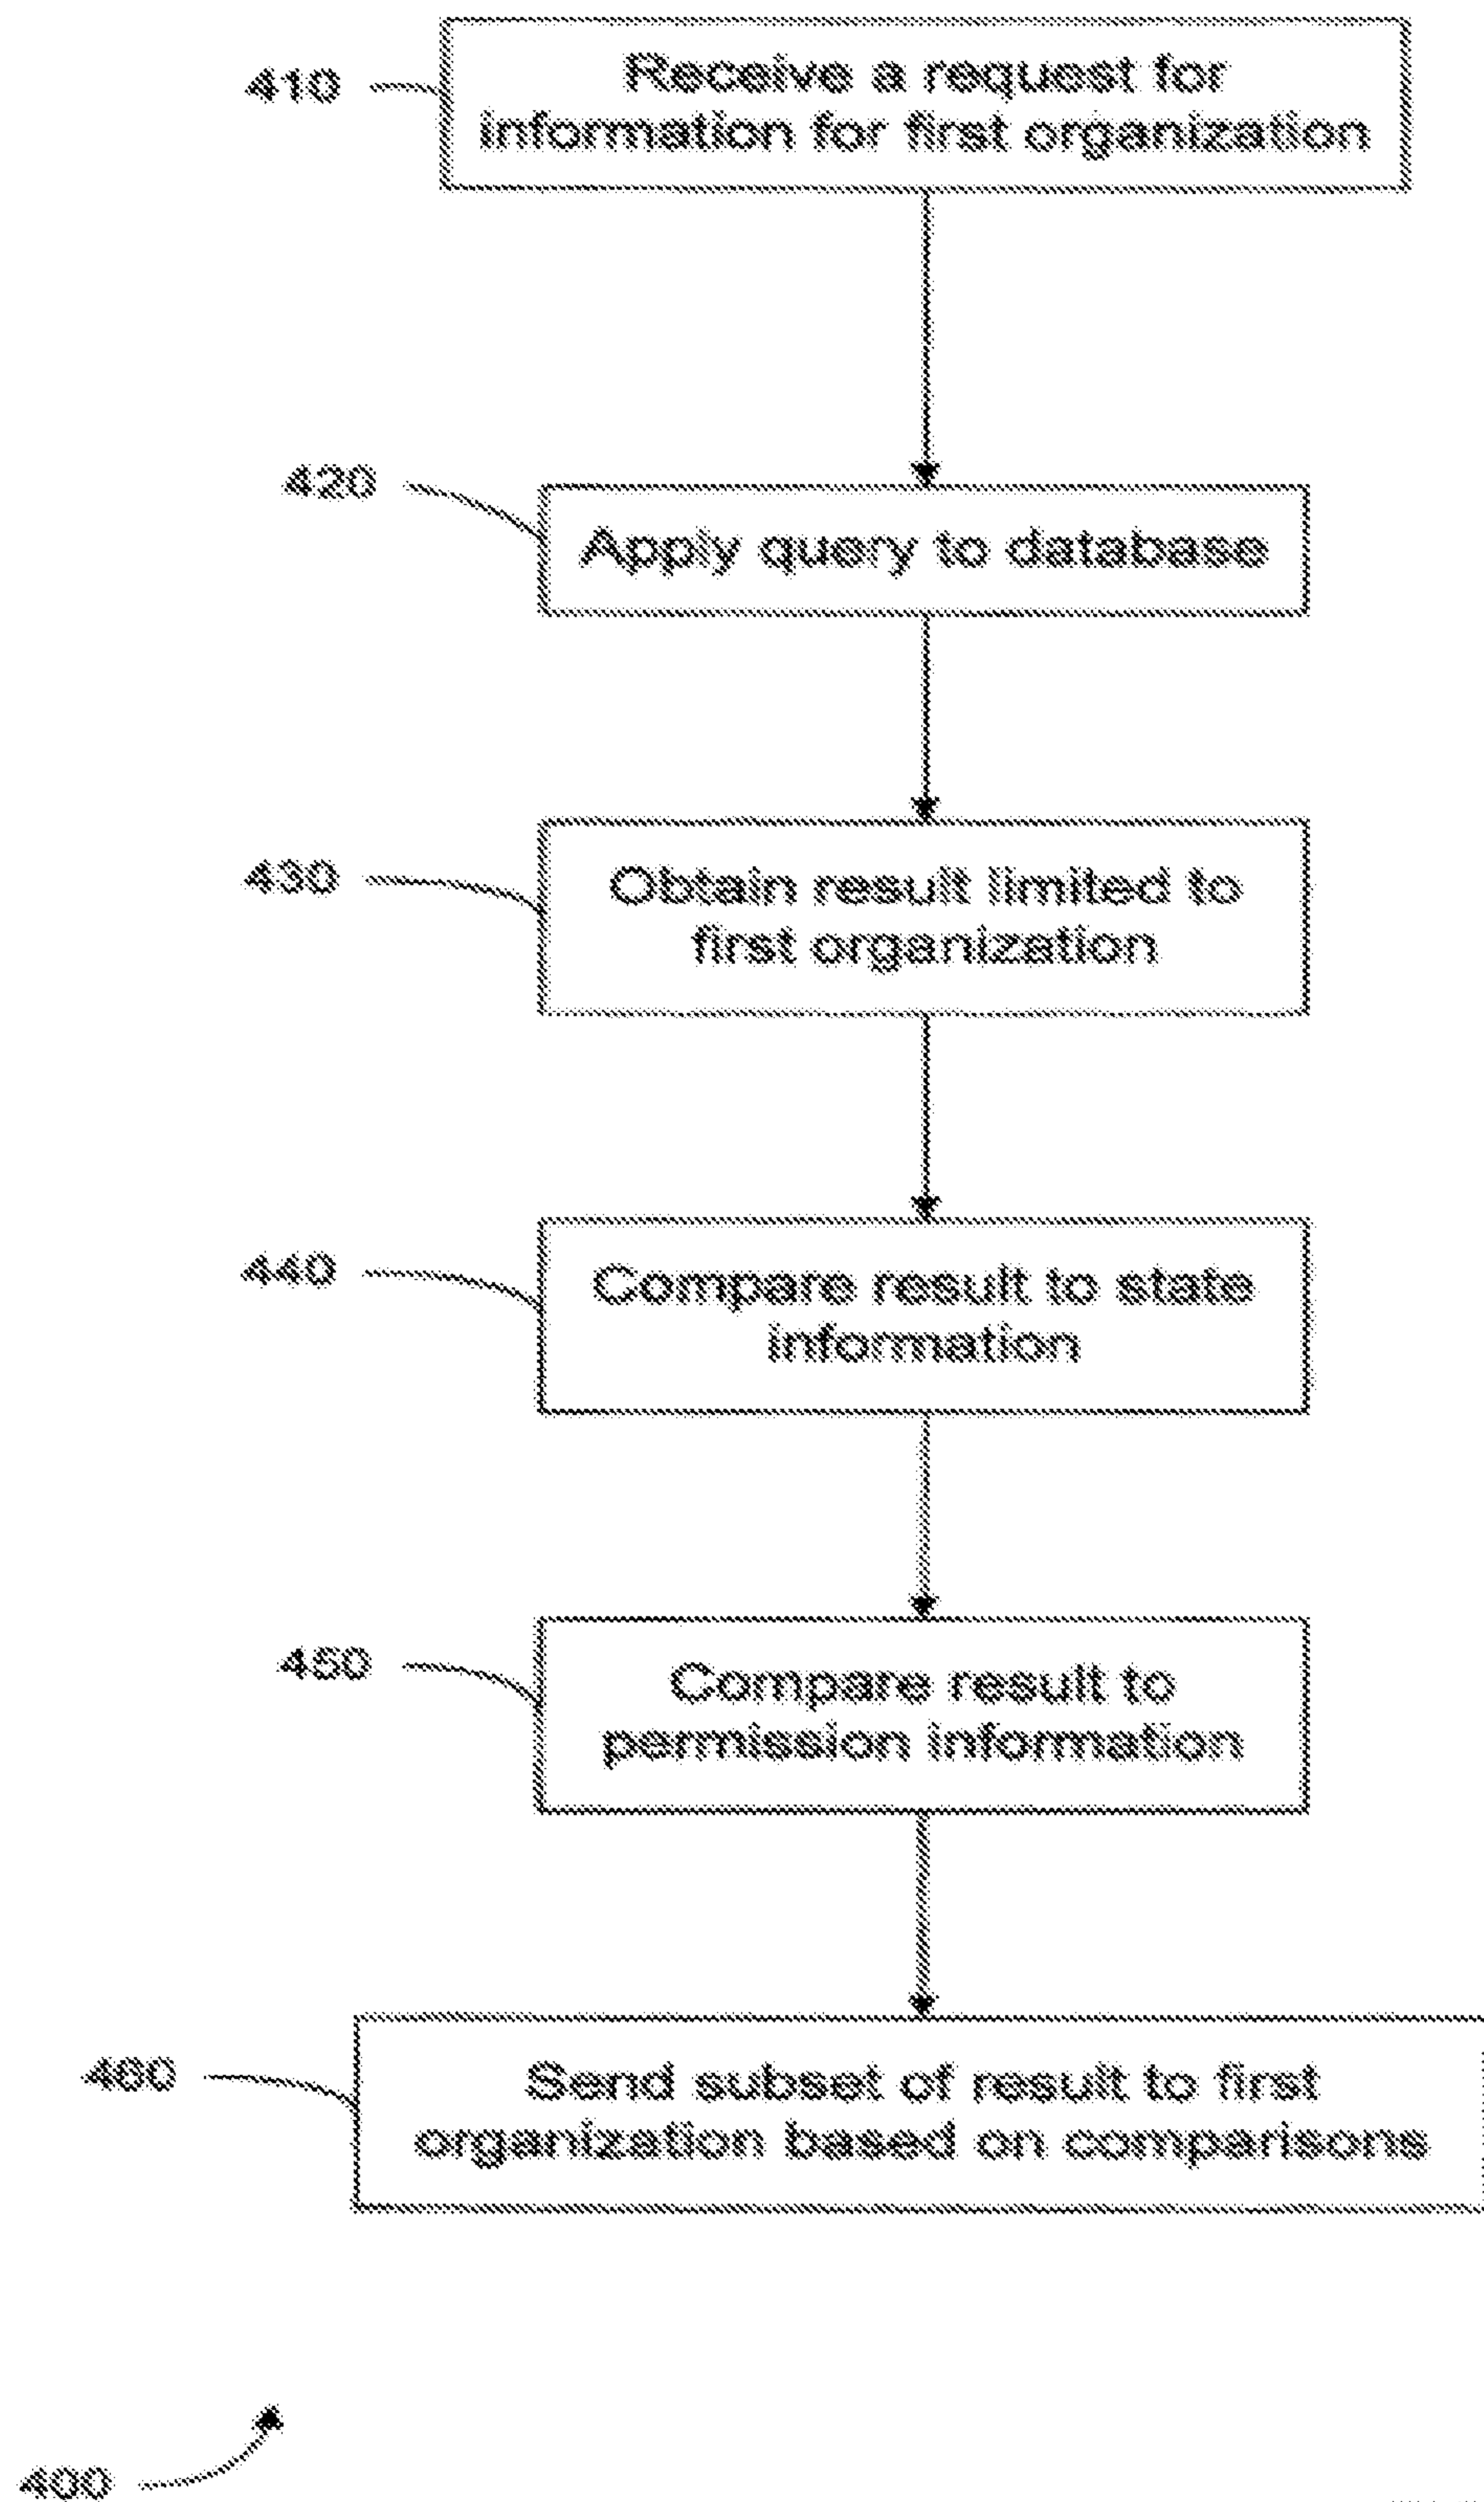 410
Receive a request for
information for first organization
420
Apply query to database
430
Obtain result limited to
first organization
440
Compare result to state
information
450
Compare result to
permission information
460
Send subset of result to first
organization based on comparisons
400